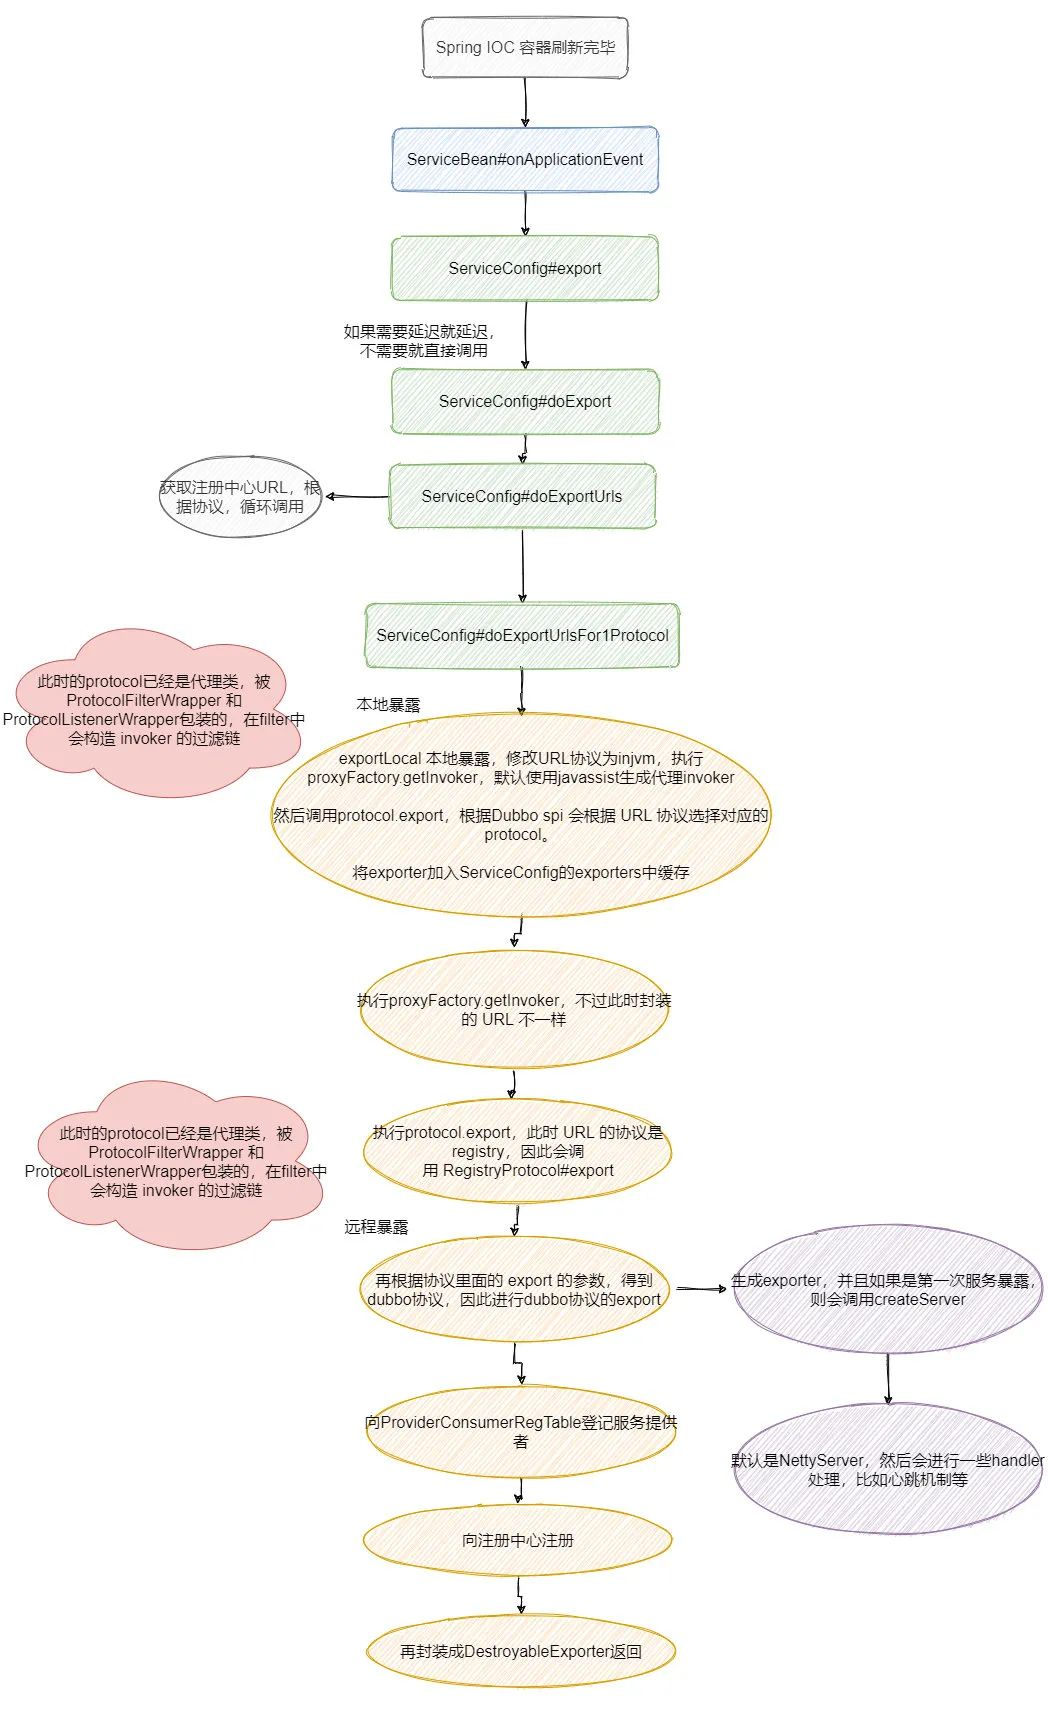 Spring IOC 容器刷新完毕
ServiceBean#onApplicationEvent
ServiceConfig#export
如果需要延迟就延迟，
不需要就直接调用
ServiceConfig#doExport
获取注册中心URL，根
据协议，循环调用
ServiceConfig#doExportUrls
ServiceConfig#doExportUrlsFor1Protocol
此时的protocol已经是代理类，被
ProtocolFilterWrapper 和
ProtocolListenerWrapper包装的，在filter中
会构造 invoker 的过滤链
本地暴露
exportLocal 本地暴露，修改URL协议为injvm，执行
proxyFactory.getInvoker，默认使用javassist生成代理invoker
然后调用protocol.export，根据Dubbo spi 会根据 URL 协议选择对应的
protocol。
将exporter加入ServiceConfig的exporters中缓存
执行proxyFactory.getInvoker，不过此时封装
的 URL 不一样
此时的protocol已经是代理类，被
ProtocolFilterWrapper 和
ProtocolListenerWrapper包装的，在filter中
会构造 invoker 的过滤链
执行protocol.export，此时 URL 的协议是
registry，因此会调
用 RegistryProtocol#export
远程暴露
再根据协议里面的 export 的参数，得到
dubbo协议，因此进行dubbo协议的export
生成exporter，并且如果是第一次服务暴露，
则会调用createServer
向ProviderConsumerRegTable登记服务提供
者
默认是NettyServer，然后会进行一些handler
处理，比如心跳机制等
向注册中心注册
再封装成DestroyableExporter返回